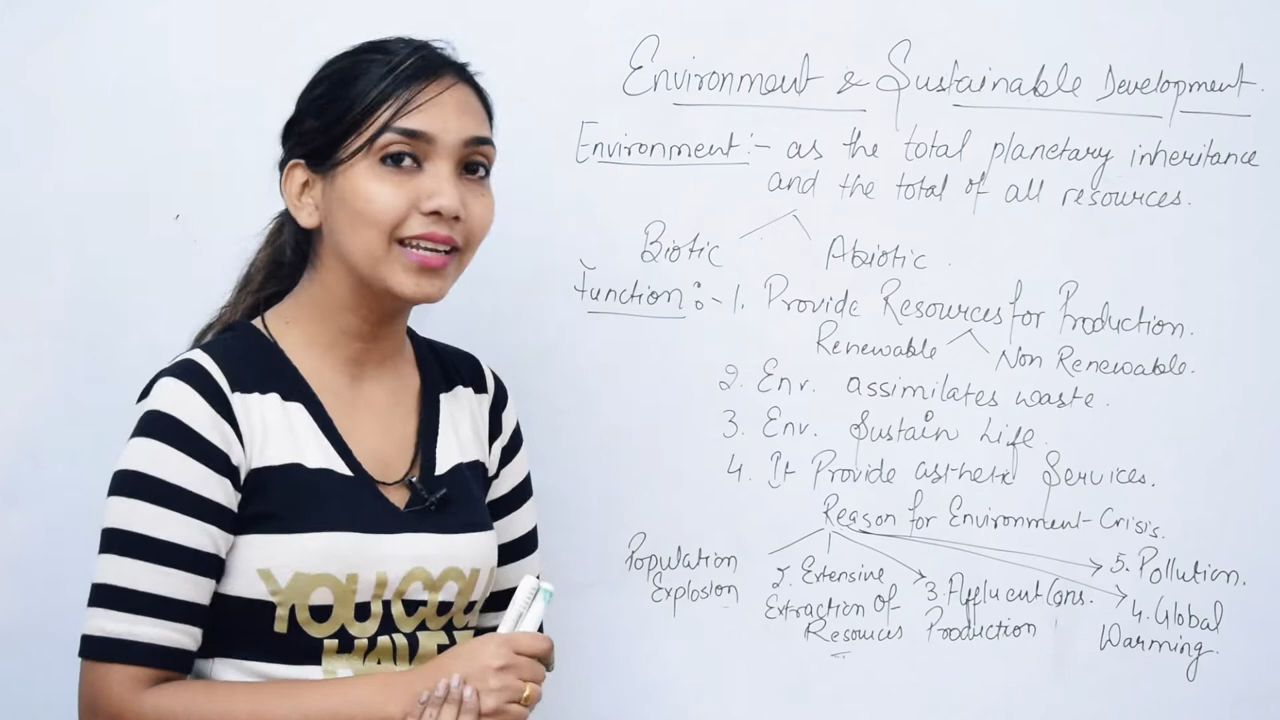 Environment & Sustainable Development.
Environment :- as the total planetary inheritance
and the total of all resources.
Biotic Abiotic.
Function :- 1. Provide Resources for Production.
Renewable Non Renewable.
2. Env. assimilates waste.
3. Env. Sustain Life.
4. It Provide asthetic Services.
Reason for Environment Crisis.
Population
Explosion
2. Extensive
Extraction Of
Resources
3. Affluent Cons.
Production
5. Pollution.
4. Global
Warming.
YOU COU
HAVE